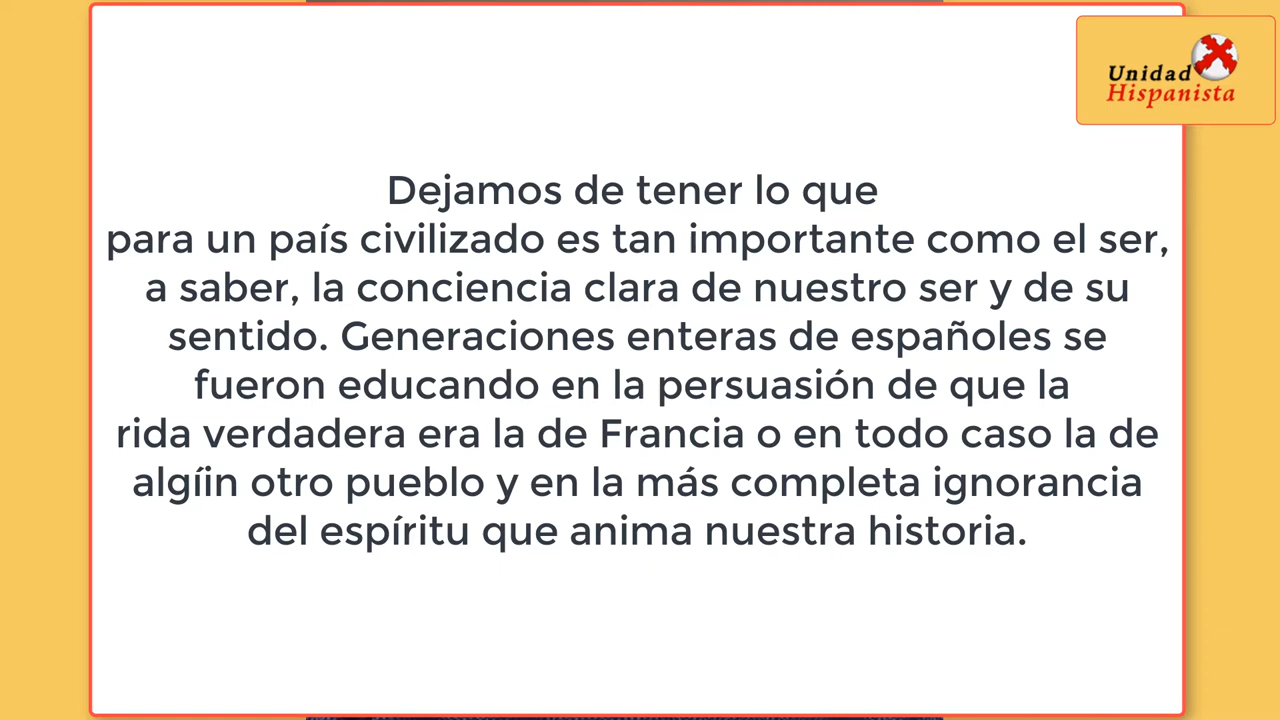 Unidad
Hispanista
Dejamos de tener lo que
para un país civilizado es tan importante como el ser,
a saber, la conciencia clara de nuestro ser y de su
sentido. Generaciones enteras de españoles se
fueron educando en la persuasión de que la
rida verdadera era la de Francia o en todo caso la de
algíin otro pueblo y en la más completa ignorancia
del espíritu que anima nuestra historia.